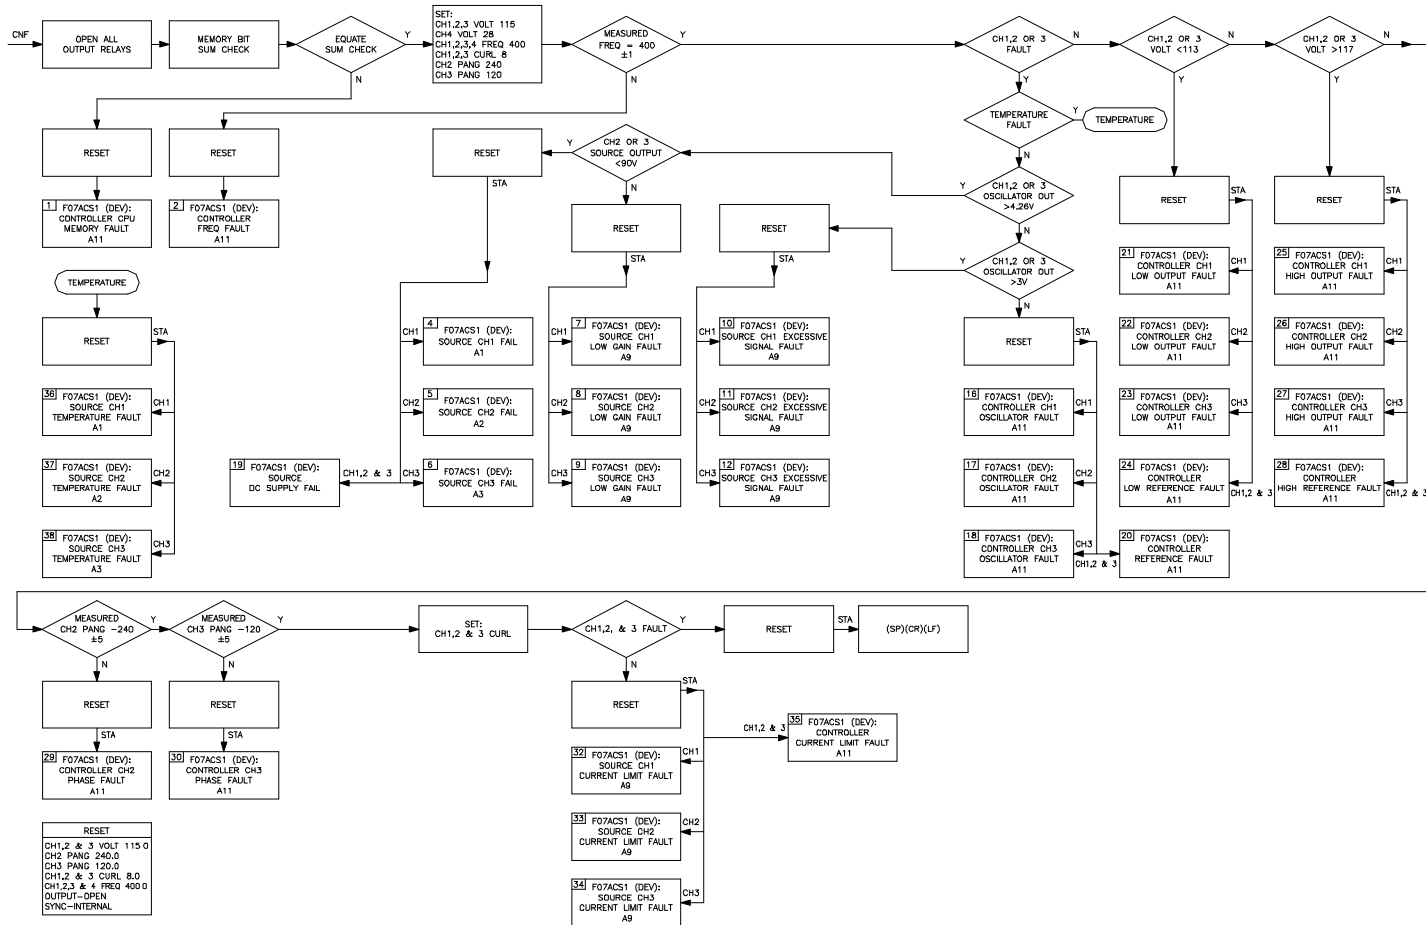 CNF
OPEN ALL
OUTPUT RELAYS
MEMORY BIT
SUM CHECK
EQUATE
SUM CHECK
Y
N
SET:
CH1,2,3 VOLT 115
CH4 VOLT 28
CH1,2,3,4 FREQ 400
CH1,2,3 CURL 8
CH2 PANG 240
CH3 PANG 120
MEASURED
FREQ = 400
±1
Y
N
CH1,2 OR 3
FAULT
N
Y
CH1,2 OR 3
VOLT <113
N
Y
CH1,2 OR 3
VOLT >117
N
Y
TEMPERATURE
FAULT
Y
N
TEMPERATURE
RESET
RESET
RESET
STA
CH2 OR 3
SOURCE OUTPUT
<90V
Y
N
CH1,2 OR 3
OSCILLATOR OUT
>4.26V
Y
N
RESET
STA
RESET
STA
1 F07ACS1 (DEV):
CONTROLLER CPU
MEMORY FAULT
A11
2 F07ACS1 (DEV):
CONTROLLER
FREQ FAULT
A11
RESET
STA
RESET
STA
CH1,2 OR 3
OSCILLATOR OUT
>3V
Y
N
TEMPERATURE
RESET
STA
36 F07ACS1 (DEV):
SOURCE CH1
TEMPERATURE FAULT
A1
CH1
37 F07ACS1 (DEV):
SOURCE CH2
TEMPERATURE FAULT
A2
CH2
38 F07ACS1 (DEV):
SOURCE CH3
TEMPERATURE FAULT
A3
CH3
19 F07ACS1 (DEV):
SOURCE
DC SUPPLY FAIL
CH1,2 & 3
CH1
4 F07ACS1 (DEV):
SOURCE CH1 FAIL
A1
CH2
5 F07ACS1 (DEV):
SOURCE CH2 FAIL
A2
CH3
6 F07ACS1 (DEV):
SOURCE CH3 FAIL
A3
CH1
7 F07ACS1 (DEV):
SOURCE CH1
LOW GAIN FAULT
A9
CH2
8 F07ACS1 (DEV):
SOURCE CH2
LOW GAIN FAULT
A9
CH3
9 F07ACS1 (DEV):
SOURCE CH3
LOW GAIN FAULT
A9
CH1
10 F07ACS1 (DEV):
SOURCE CH1 EXCESSIVE
SIGNAL FAULT
A9
CH2
11 F07ACS1 (DEV):
SOURCE CH2 EXCESSIVE
SIGNAL FAULT
A9
CH3
12 F07ACS1 (DEV):
SOURCE CH3 EXCESSIVE
SIGNAL FAULT
A9
RESET
STA
16 F07ACS1 (DEV):
CONTROLLER CH1
OSCILLATOR FAULT
A11
CH1
17 F07ACS1 (DEV):
CONTROLLER CH2
OSCILLATOR FAULT
A11
CH2
18 F07ACS1 (DEV):
CONTROLLER CH3
OSCILLATOR FAULT
A11
CH3
CH1,2 & 3
20 F07ACS1 (DEV):
CONTROLLER
REFERENCE FAULT
A11
21 F07ACS1 (DEV):
CONTROLLER CH1
LOW OUTPUT FAULT
A11
CH1
22 F07ACS1 (DEV):
CONTROLLER CH2
LOW OUTPUT FAULT
A11
CH2
23 F07ACS1 (DEV):
CONTROLLER CH3
LOW OUTPUT FAULT
A11
CH3
24 F07ACS1 (DEV):
CONTROLLER
LOW REFERENCE FAULT
A11
CH1,2 & 3
25 F07ACS1 (DEV):
CONTROLLER CH1
HIGH OUTPUT FAULT
A11
CH1
26 F07ACS1 (DEV):
CONTROLLER CH2
HIGH OUTPUT FAULT
A11
CH2
27 F07ACS1 (DEV):
CONTROLLER CH3
HIGH OUTPUT FAULT
A11
CH3
28 F07ACS1 (DEV):
CONTROLLER
HIGH REFERENCE FAULT
A11
CH1,2 & 3
MEASURED
CH2 PANG -240
±5
Y
N
MEASURED
CH3 PANG -120
±5
Y
N
SET:
CH1,2 & 3 CURL
CH1,2, & 3 FAULT
Y
N
RESET
STA
(SP)(CR)(LF)
RESET
STA
RESET
STA
RESET
STA
29 F07ACS1 (DEV):
CONTROLLER CH2
PHASE FAULT
A11
30 F07ACS1 (DEV):
CONTROLLER CH3
PHASE FAULT
A11
32 F07ACS1 (DEV):
SOURCE CH1
CURRENT LIMIT FAULT
A9
CH1
CH1,2 & 3
35 F07ACS1 (DEV):
CONTROLLER
CURRENT LIMIT FAULT
A11
33 F07ACS1 (DEV):
SOURCE CH2
CURRENT LIMIT FAULT
A9
CH2
34 F07ACS1 (DEV):
SOURCE CH3
CURRENT LIMIT FAULT
A9
CH3
RESET
CH1,2 & 3 VOLT 115.0
CH2 PANG 240.0
CH3 PANG 120.0
CH1,2 & 3 CURL 8.0
CH1,2,3 & 4 FREQ 400.0
OUTPUT-OPEN
SYNC-INTERNAL